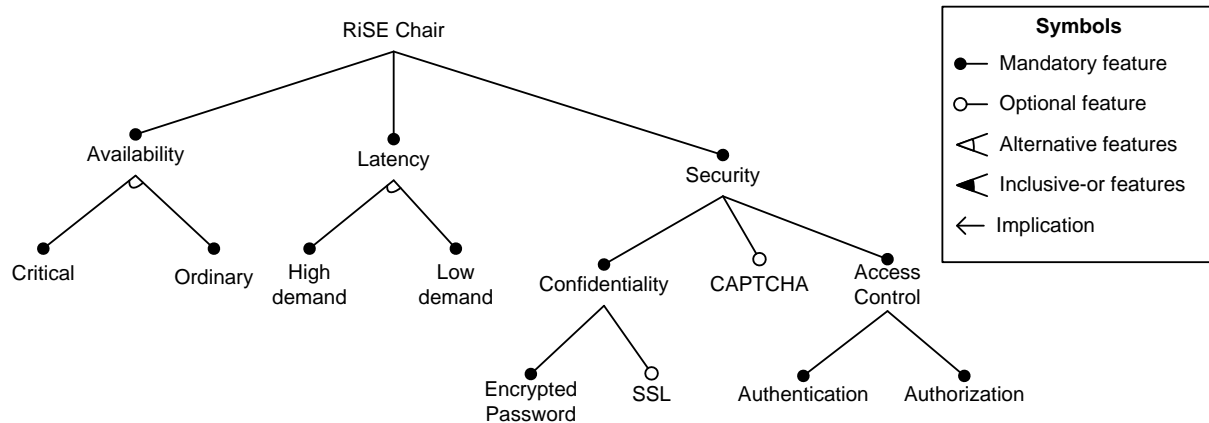 RiSE Chair
Symbols
Mandatory feature
Optional feature
Alternative features
Inclusive-or features
Implication
Availability
Latency
Security
Critical
Ordinary
High
demand
Low
demand
Confidentiality
CAPTCHA
Access
Control
Encrypted
Password
SSL
Authentication
Authorization